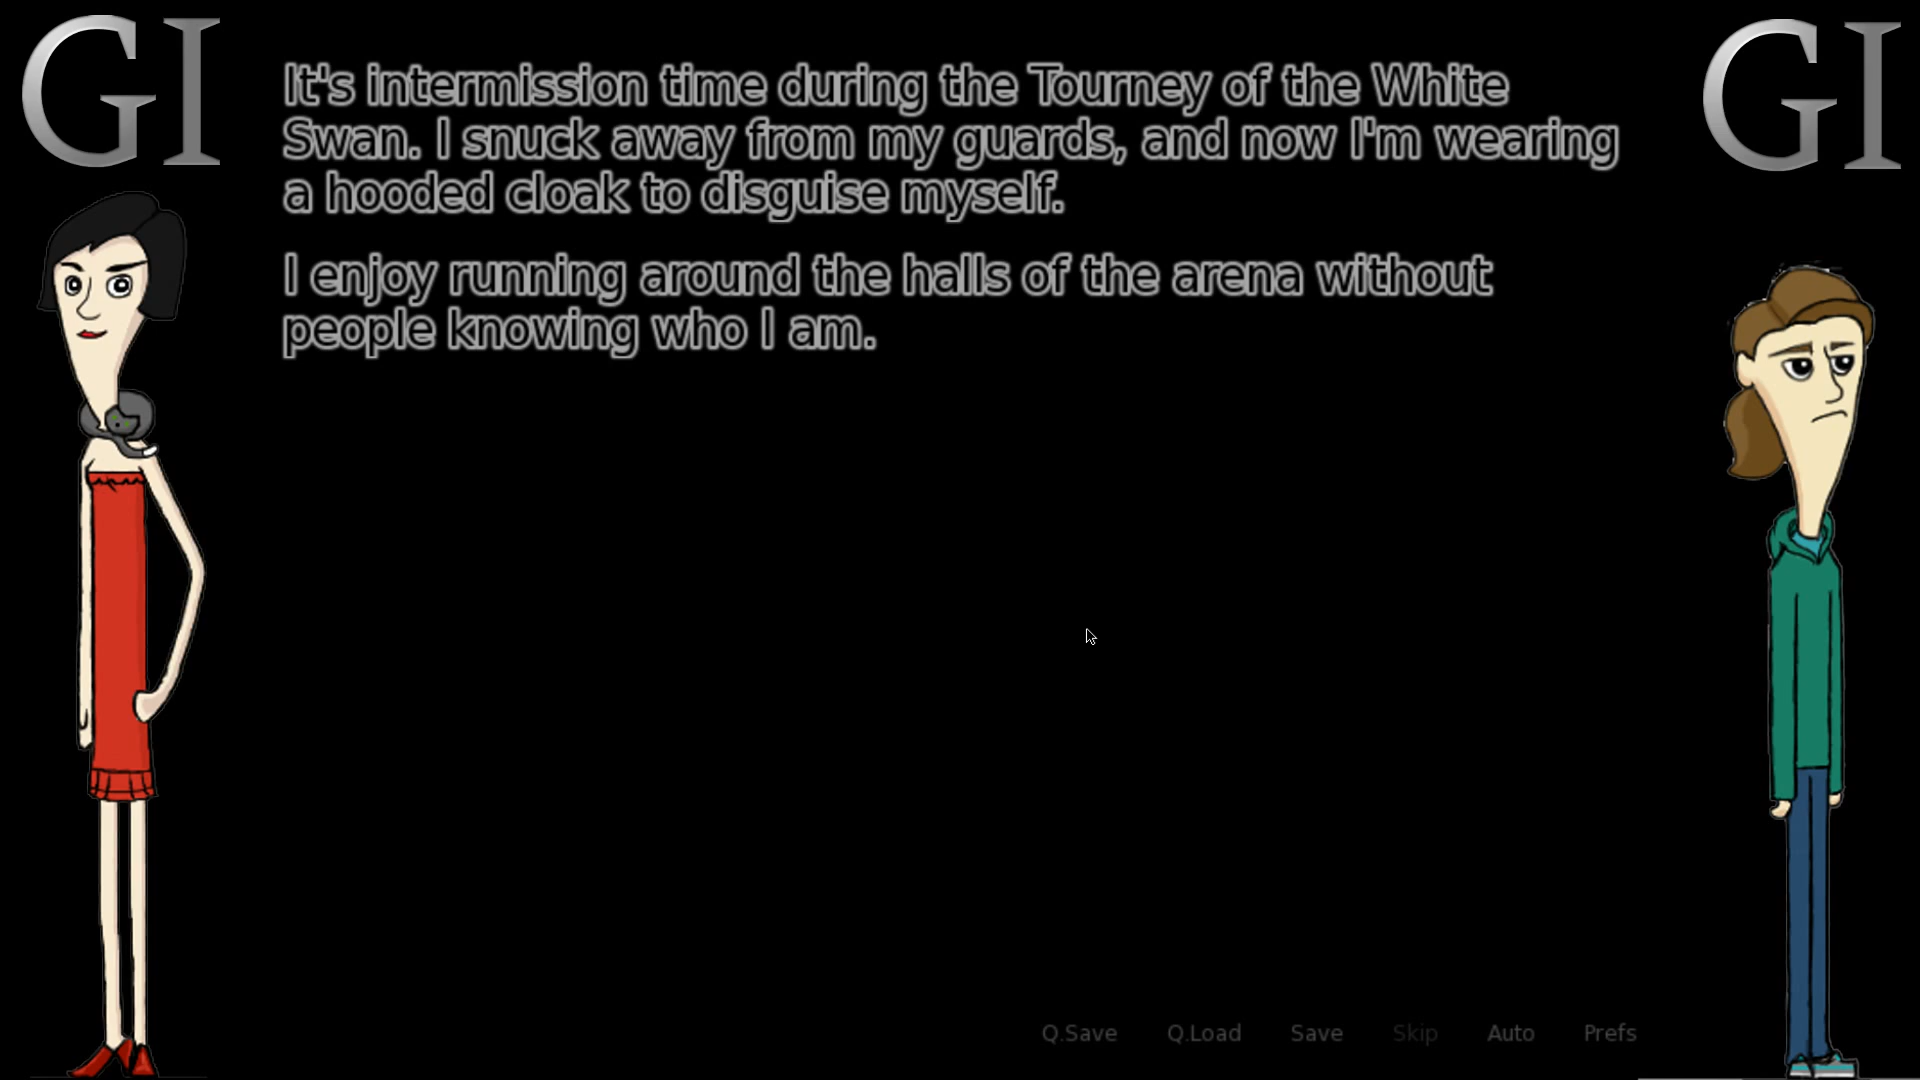 GI
GI
It's intermission time during the Tourney of the White
Swan. I snuck away from my guards, and now I'm wearing
a hooded cloak to disguise myself.
I enjoy running around the halls of the arena without
people knowing who I am.
Q.Save Q.Load Save Skip Auto Prefs